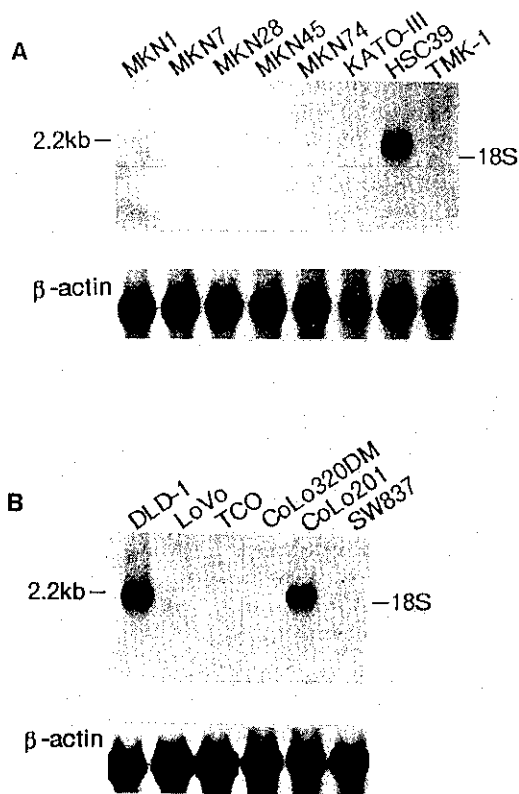 A
MKN1
MKN7
MKN28
MKN45
MKN74
KATO-III
HSC39
TMK-1
2.2kb
18S
β-actin
B
DLD-1
LoVo
TCO
CoLo320DM
CoLo201
SW837
2.2kb
18S
β-actin